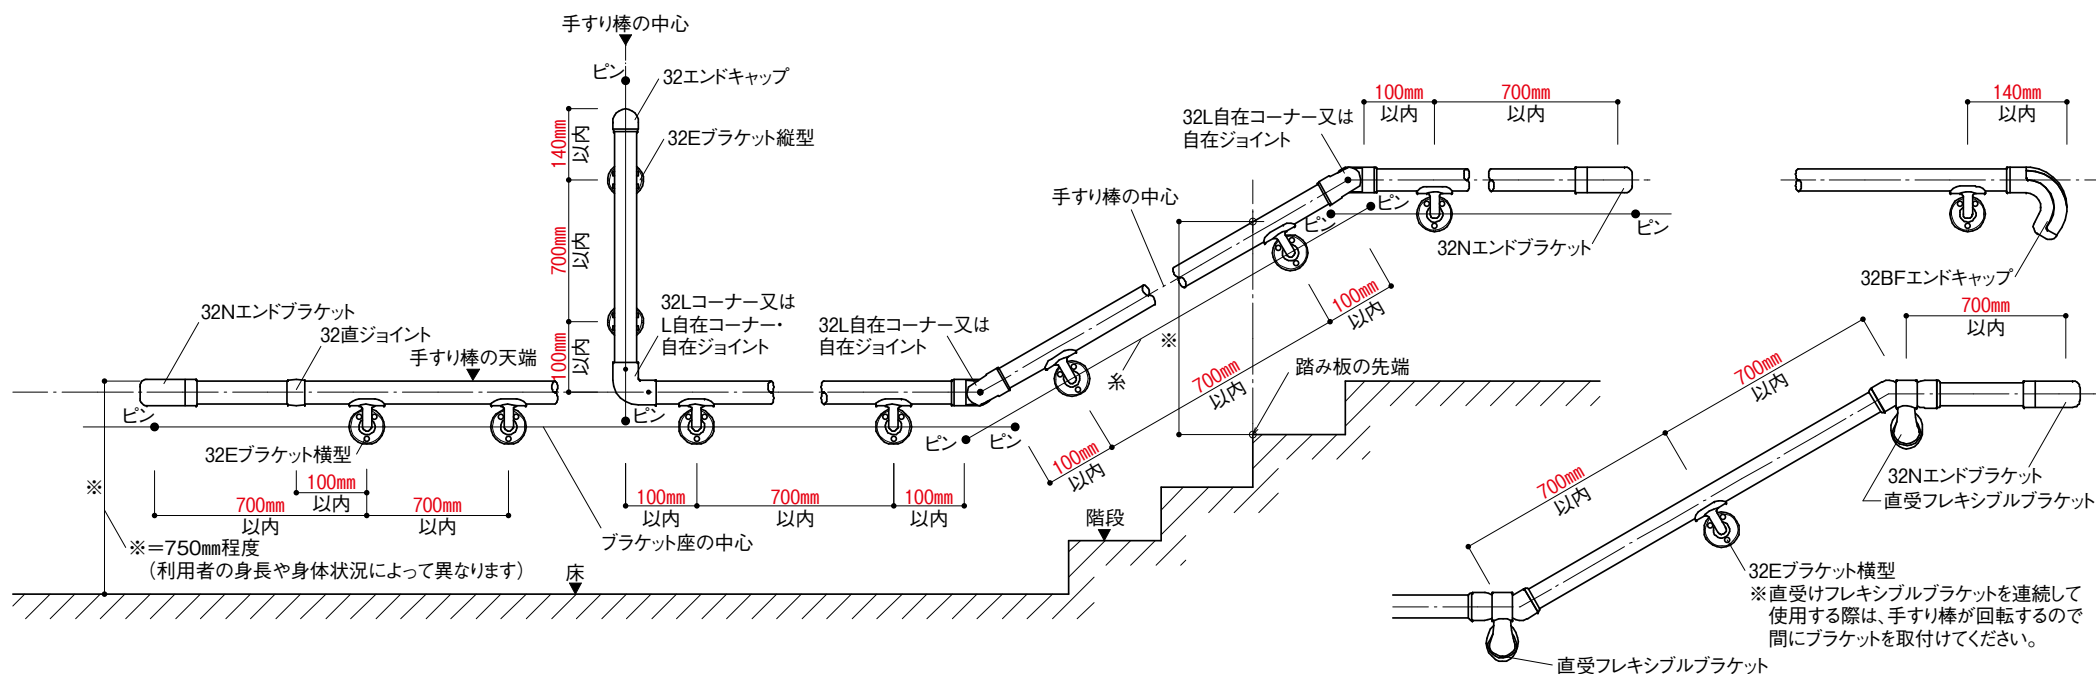 手すり棒の中心
ピン
32エンドキャップ
140mm
以内
32Eブラケット縦型
700mm
以内
100mm
以内
32Lコーナー又は
L自在コーナー・
自在ジョイント
32Nエンドブラケット
32直ジョイント
手すり棒の天端
32L自在コーナー又は
自在ジョイント
ピン
ピン
ピン
ピン
32Eブラケット横型
※
100mm
以内
700mm
以内
700mm
以内
100mm
以内
700mm
以内
100mm
以内
ブラケット座の中心
※=750mm程度
(利用者の身長や身体状況によって異なります)
床
階段
32L自在コーナー又は
自在ジョイント
手すり棒の中心
100mm
以内
700mm
以内
ピン
ピン
ピン
32Nエンドブラケット
※
糸
100mm
以内
700mm
以内
100mm
以内
踏み板の先端
140mm
以内
32BFエンドキャップ
700mm
以内
700mm
以内
700mm
以内
32Nエンドブラケット
直受フレキシブルブラケット
32Eブラケット横型
※直受けフレキシブルブラケットを連続して
使用する際は、手すり棒が回転するので
間にブラケットを取付けてください。
直受フレキシブルブラケット